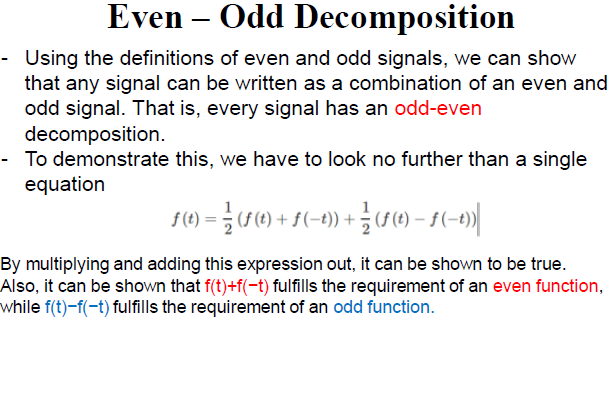 Even – Odd Decomposition
- Using the definitions of even and odd signals, we can show
that any signal can be written as a combination of an even and
odd signal. That is, every signal has an odd-even
decomposition.
- To demonstrate this, we have to look no further than a single
equation
f(t) = 1/2 (f(t) + f(−t)) + 1/2 (f(t) − f(−t))
By multiplying and adding this expression out, it can be shown to be true.
Also, it can be shown that f(t)+f(−t) fulfills the requirement of an even function,
while f(t)−f(−t) fulfills the requirement of an odd function.